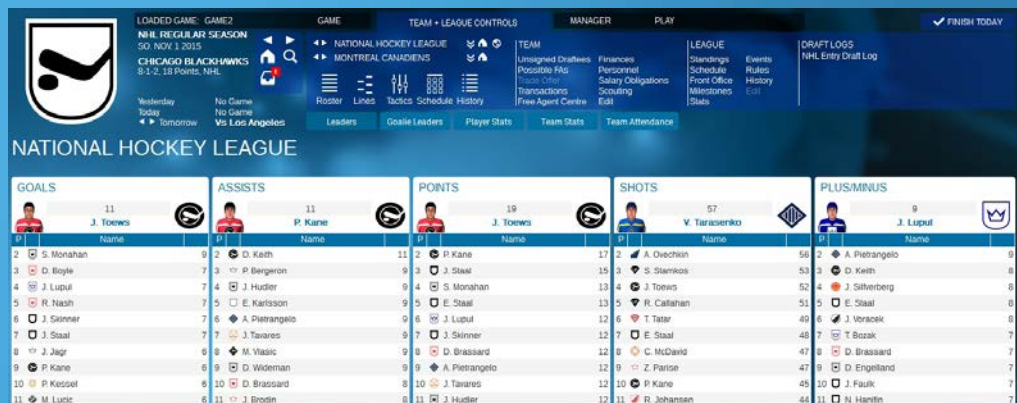 LOADED GAME: GAME2 GAME TEAM + LEAGUE CONTROLS MANAGER PLAY FINISH TODAY
NHL REGULAR SEASON
SO. NOV. 1 2015
CHICAGO BLACKHAWKS
8-1-2, 18 Points, NHL
Yesterday No Game
Today No Game
Tomorrow Vs Los Angeles
NATIONAL HOCKEY LEAGUE
MONTREAL CANADIENS
Roster Lines Tactics Schedule History
TEAM
Unsigned Draftees Finances
Possible FAs Personnel
Trade Offer Salary Obligations
Transactions Scouting
Free Agent Centre Edit
LEAGUE
Standings Events
Schedule Rules
Front Office History
Milestones Edit
Stats
DRAFT LOGS
NHL Entry Draft Log
Leaders Goalie Leaders Player Stats Team Stats Team Attendance
NATIONAL HOCKEY LEAGUE
GOALS
11
J. Toews
P Name
2 S. Monahan 9
3 D. Boyle 7
4 J. Lupul 7
5 R. Nash 7
6 J. Skinner 7
7 J. Staal 7
8 J. Jagr 6
9 P. Kane 6
10 P. Kessel 6
11 M. Lucic 6
ASSISTS
11
P. Kane
P Name
2 D. Keith 11
3 P. Bergeron 9
4 J. Hudler 9
5 E. Karlsson 9
6 A. Pietrangelo 9
7 J. Tavares 9
8 M. Vlasic 9
9 D. Wideman 9
10 D. Brassard 8
11 J. Brodin 8
POINTS
19
J. Toews
P Name
2 P. Kane 17
3 J. Staal 15
4 S. Monahan 13
5 E. Staal 13
6 J. Lupul 12
7 J. Skinner 12
8 D. Brassard 12
9 A. Pietrangelo 12
10 J. Tavares 12
11 J. Hudler 12
SHOTS
57
V. Tarasenko
P Name
2 A. Ovechkin 56
3 S. Stamkos 53
4 J. Toews 52
5 R. Callahan 51
6 T. Tatar 49
7 E. Staal 48
8 C. McDavid 47
9 Z. Parise 47
10 P. Kane 45
11 R. Johansen 44
PLUS/MINUS
9
J. Lupul
P Name
2 A. Pietrangelo 9
3 D. Keith 8
4 J. Silfverberg 8
5 E. Staal 8
6 J. Voracek 8
7 T. Bozak 7
8 D. Brassard 7
9 D. Engelland 7
10 J. Faulk 7
11 N. Hanifin 7